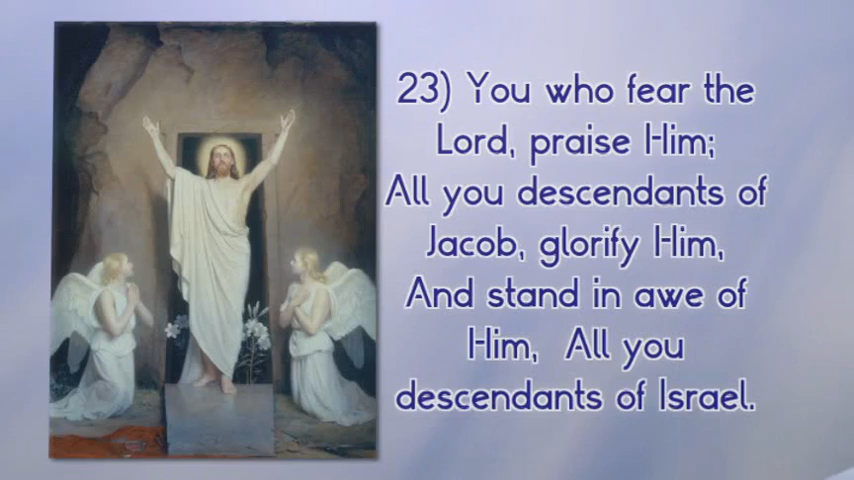 23) You who fear the
Lord, praise Him;
All you descendants of
Jacob, glorify Him,
And stand in awe of
Him,  All you
descendants of Israel.